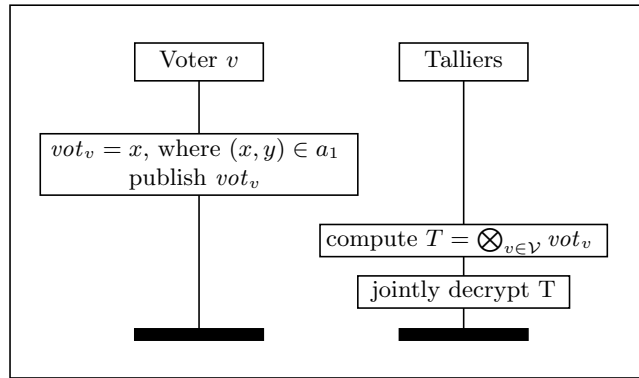 Voter v
Talliers
vot_v = x, where (x, y) ∈ a_1
publish vot_v
compute T = ⨂_{v∈𝒱} vot_v
jointly decrypt T